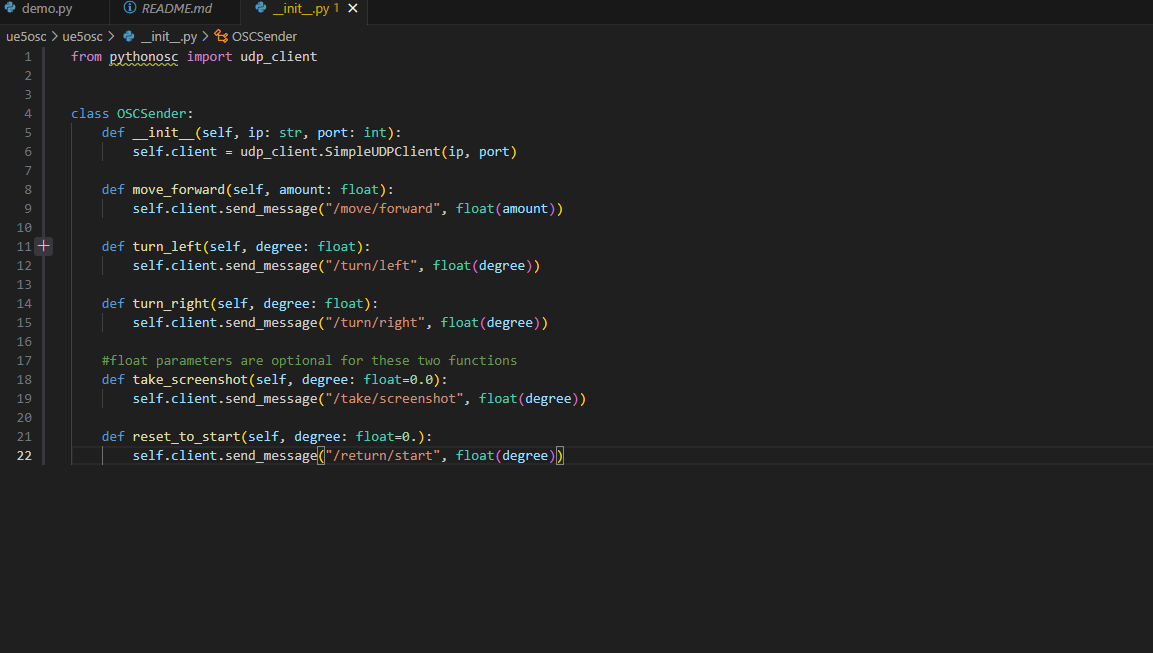 demo.py README.md __init__.py 1
ue5osc > ue5osc > __init__.py > OSCSender
1 from pythonosc import udp_client
2
3
4 class OSCSender:
5     def __init__(self, ip: str, port: int):
6         self.client = udp_client.SimpleUDPClient(ip, port)
7
8     def move_forward(self, amount: float):
9         self.client.send_message("/move/forward", float(amount))
10
11     def turn_left(self, degree: float):
12         self.client.send_message("/turn/left", float(degree))
13
14     def turn_right(self, degree: float):
15         self.client.send_message("/turn/right", float(degree))
16
17     #float parameters are optional for these two functions
18     def take_screenshot(self, degree: float=0.0):
19         self.client.send_message("/take/screenshot", float(degree))
20
21     def reset_to_start(self, degree: float=0.):
22         self.client.send_message("/return/start", float(degree))